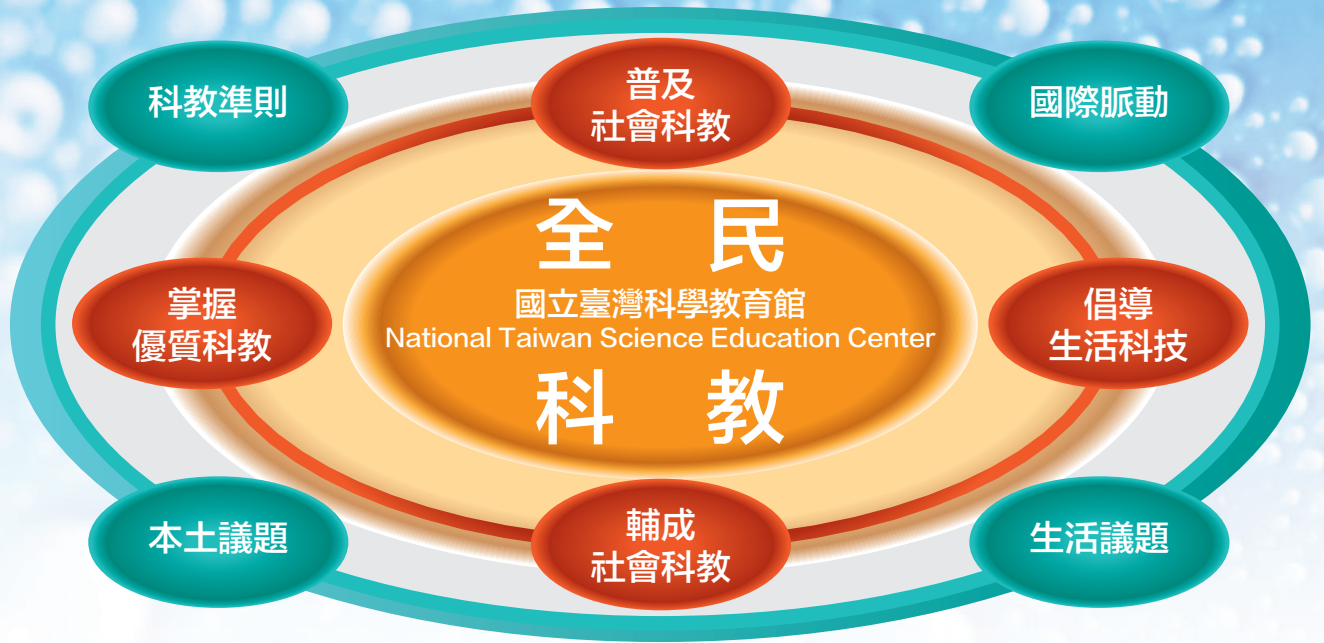 科教準則
普及
社會科教
國際脈動
全 民
國立臺灣科學教育館
National Taiwan Science Education Center
科 教
掌握
優質科教
倡導
生活科技
本土議題
輔成
社會科教
生活議題